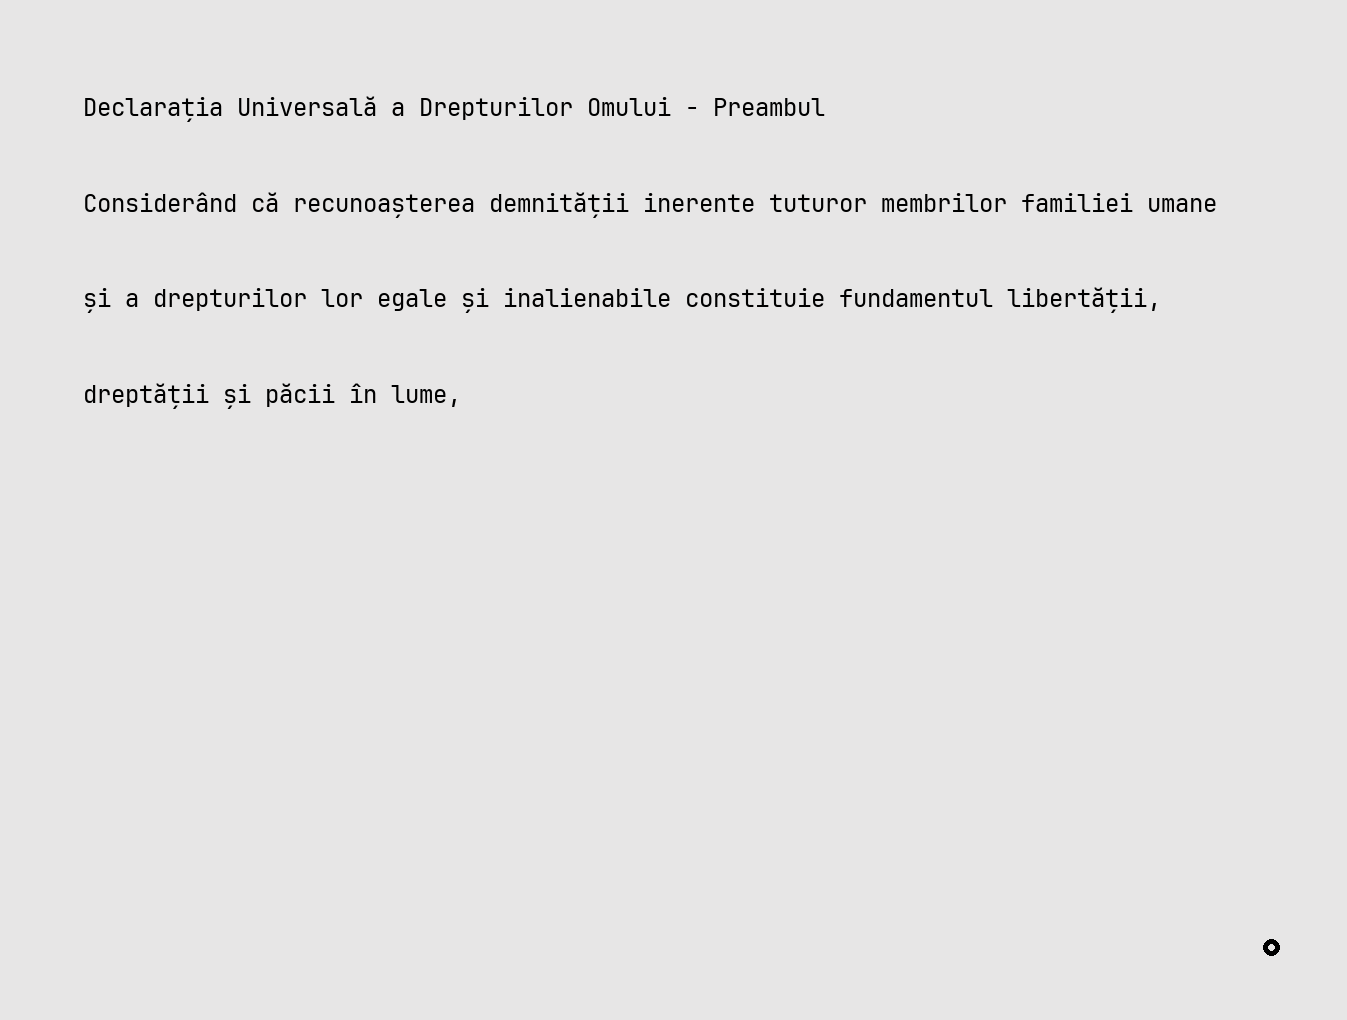 Declarația Universală a Drepturilor Omului - Preambul
Considerând că recunoașterea demnității inerente tuturor membrilor familiei umane
și a drepturilor lor egale și inalienabile constituie fundamentul libertății,
dreptății și păcii în lume,